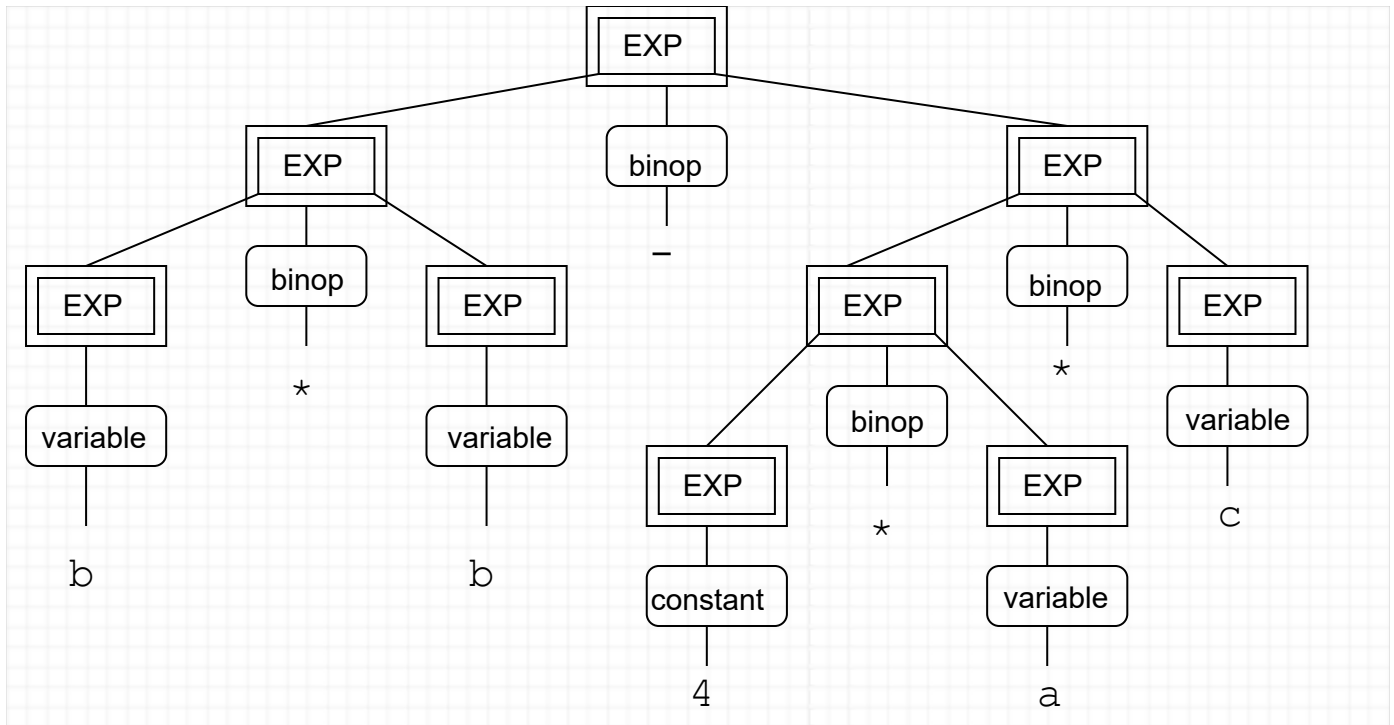 EXP
EXP
binop
EXP
−
EXP
binop
EXP
EXP
binop
EXP
*
*
variable
variable
binop
variable
EXP
EXP
*
c
b
b
constant
variable
4
a